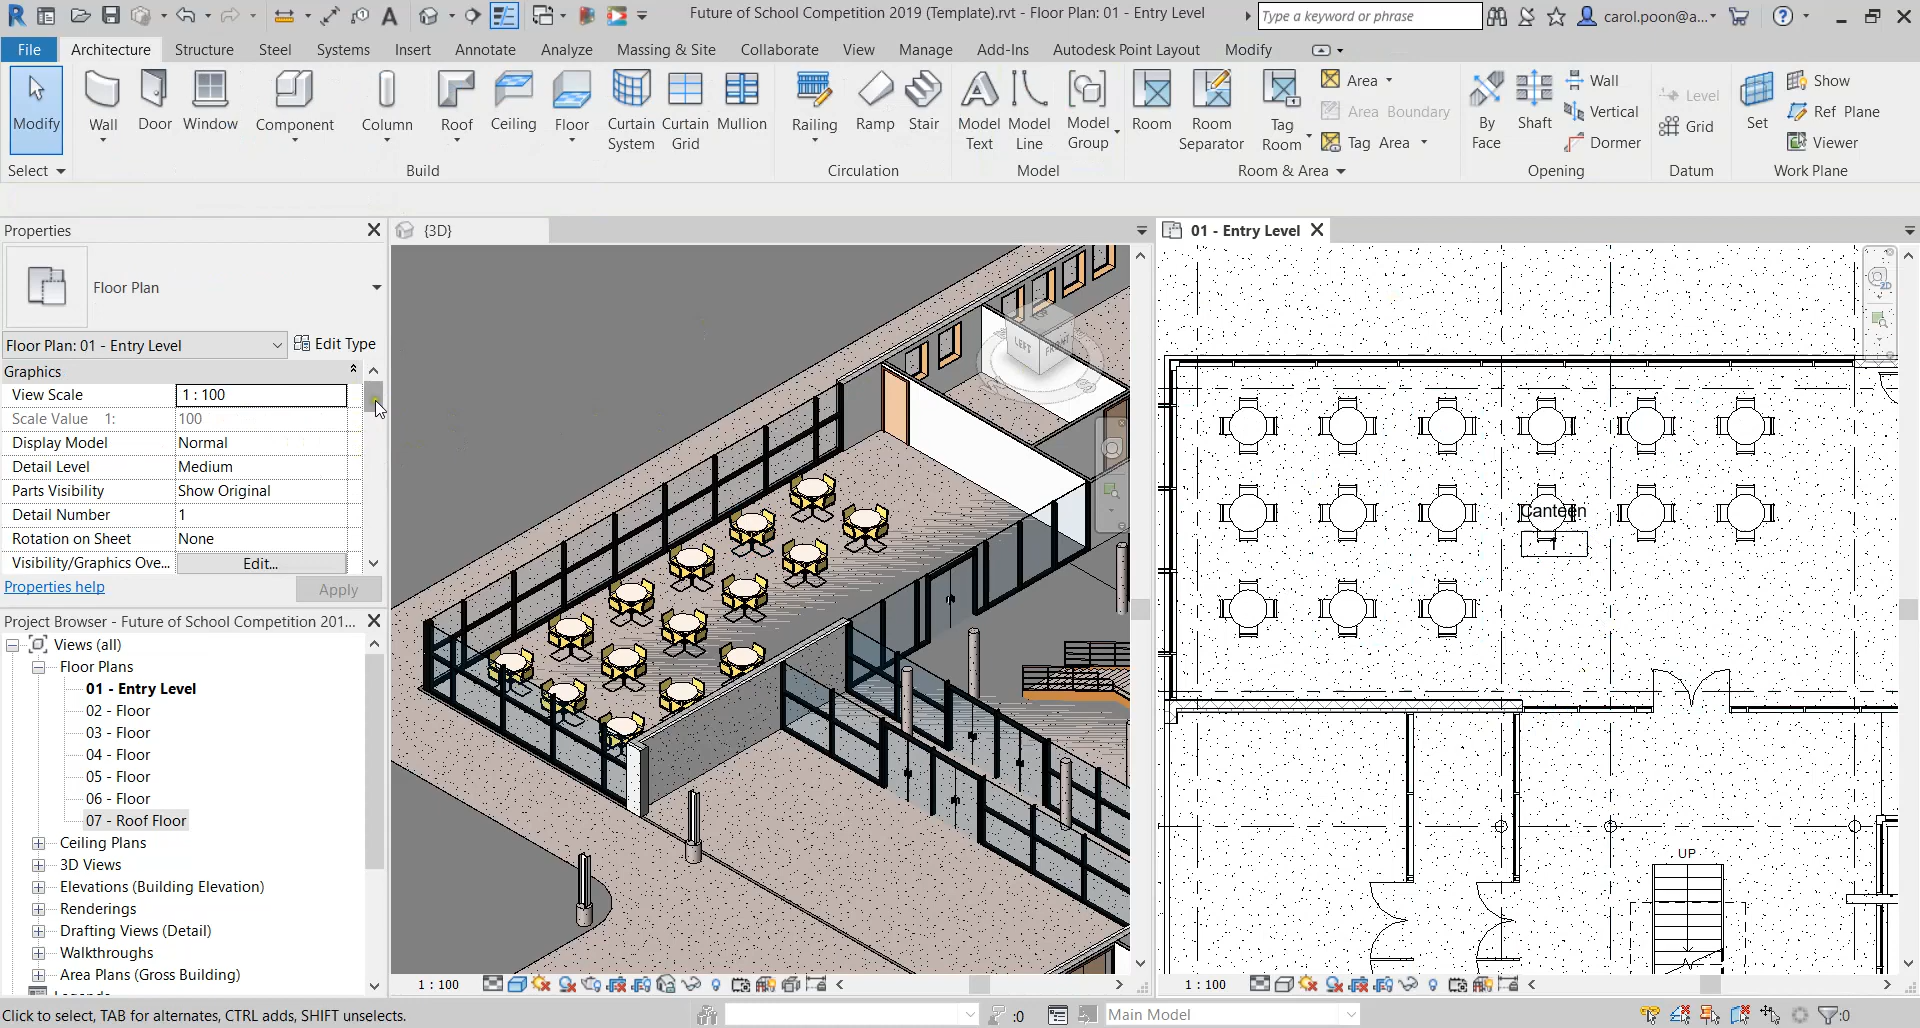 Future of School Competition 2019 (Template).rvt - Floor Plan: 01 - Entry Level
Type a keyword or phrase
carol.poon@a...
File Architecture Structure Steel Systems Insert Annotate Analyze Massing & Site Collaborate View Manage Add-Ins Autodesk Point Layout Modify
Modify
Wall
Door
Window
Component
Column
Roof
Ceiling
Floor
Curtain System
Curtain Grid
Mullion
Railing
Ramp
Stair
Model Text
Model Line
Model Group
Room
Room Separator
Tag Room
Area
Area Boundary
Tag Area
By Face
Shaft
Wall
Vertical
Dormer
Level
Grid
Set
Show
Ref Plane
Viewer
Select
Build
Circulation
Model
Room & Area
Opening
Datum
Work Plane
Properties
Floor Plan
Floor Plan: 01 - Entry Level
Edit Type
Graphics
View Scale 1 : 100
Scale Value 1: 100
Display Model Normal
Detail Level Medium
Parts Visibility Show Original
Detail Number 1
Rotation on Sheet None
Visibility/Graphics Ove... Edit...
Properties help
Apply
Project Browser - Future of School Competition 201...
Views (all)
Floor Plans
01 - Entry Level
02 - Floor
03 - Floor
04 - Floor
05 - Floor
06 - Floor
07 - Roof Floor
Ceiling Plans
3D Views
Elevations (Building Elevation)
Renderings
Drafting Views (Detail)
Walkthroughs
Area Plans (Gross Building)
{3D}
LEFT
FRONT
1 : 100
01 - Entry Level
2D
Canteen
1
UP
1 : 100
Click to select, TAB for alternates, CTRL adds, SHIFT unselects.
:0
Main Model
:0